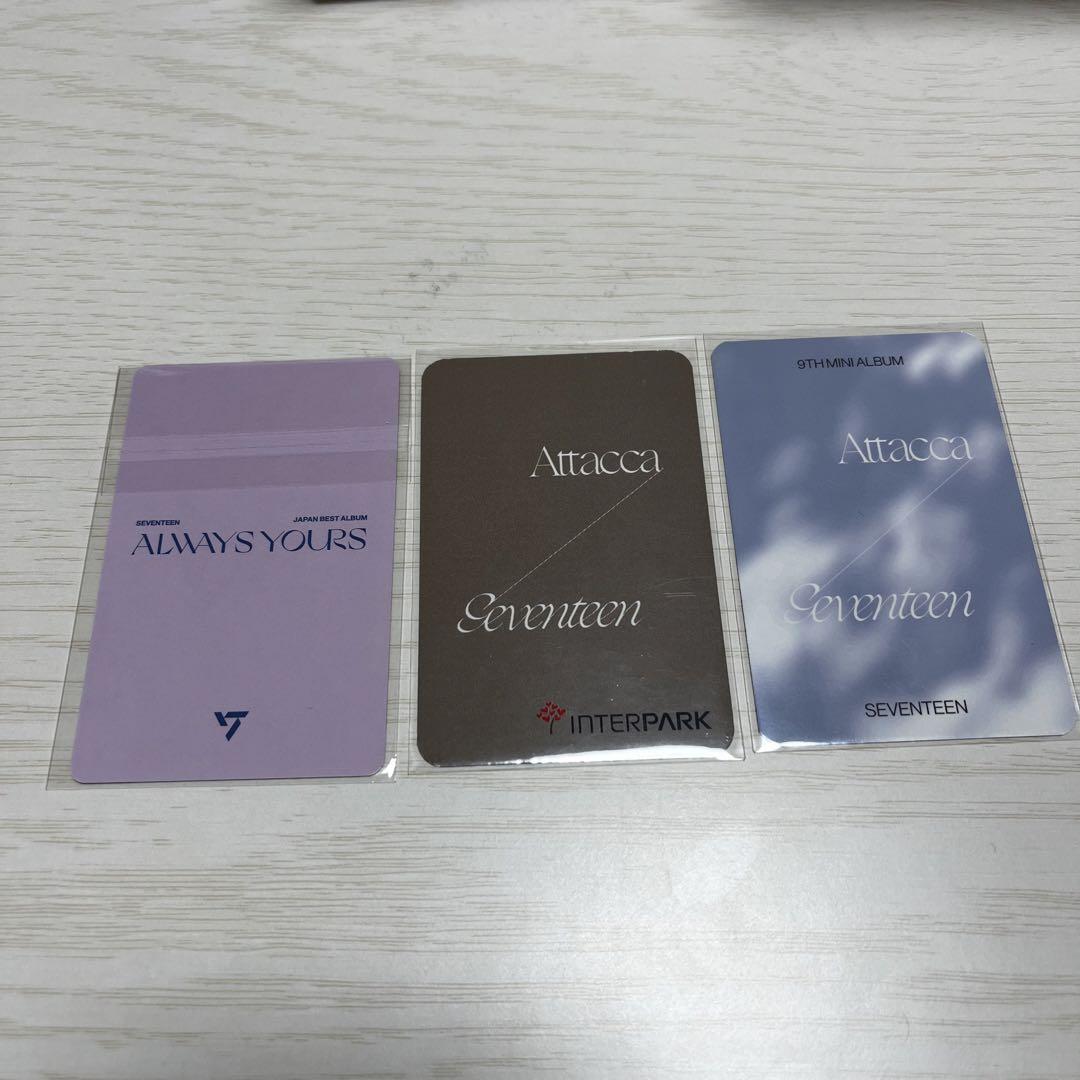 SEVENTEEN JAPAN BEST ALBUM
ALWAYS YOURS
Attacca
Seventeen
INTERPARK
9TH MINI ALBUM
Attacca
Seventeen
SEVENTEEN